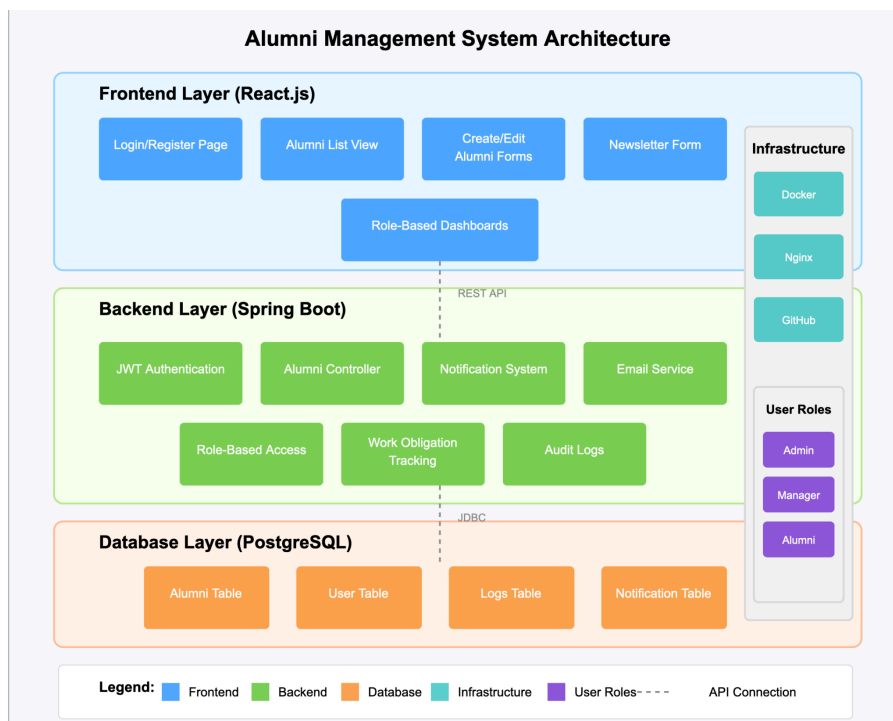 Alumni Management System Architecture
Frontend Layer (React.js)
Login/Register Page
Alumni List View
Create/Edit
Alumni Forms
Newsletter Form
Role-Based Dashboards
REST API
Backend Layer (Spring Boot)
JWT Authentication
Alumni Controller
Notification System
Email Service
Role-Based Access
Work Obligation
Tracking
Audit Logs
JDBC
Database Layer (PostgreSQL)
Alumni Table
User Table
Logs Table
Notification Table
Infrastructure
Docker
Nginx
GitHub
User Roles
Admin
Manager
Alumni
Legend: Frontend Backend Database Infrastructure User Roles API Connection